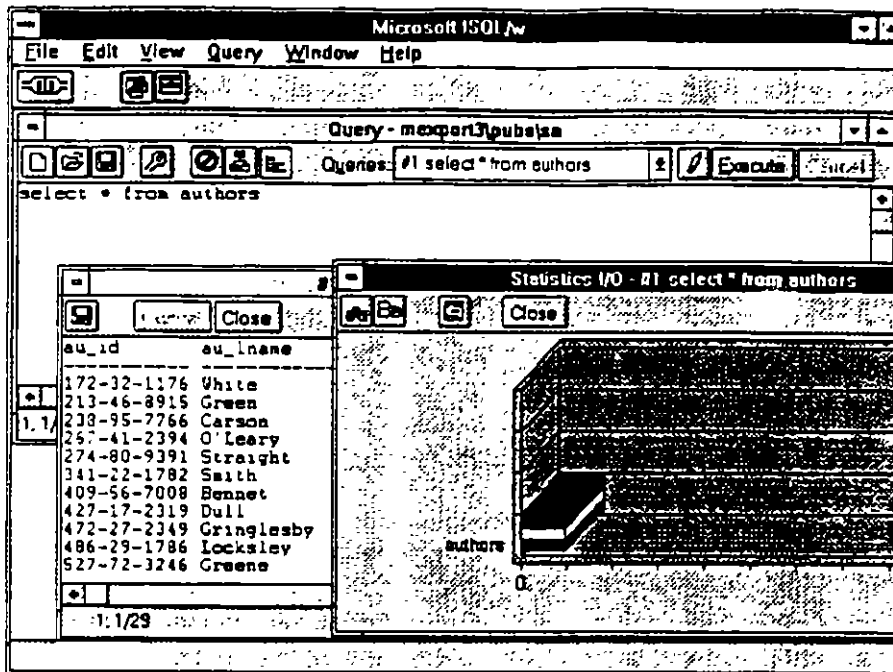 Microsoft ISQL/w
File Edit View Query Window Help
Query - mexport3\pubs\sa
Queries: #1 select * from authors Execute Cancel
select * from authors
Statistics I/O - #1 select * from authors
Close
Close
au_id au_lname
172-32-1176 White
213-46-8915 Green
238-95-7766 Carson
267-41-2394 O'Leary
274-80-9391 Straight
341-22-1782 Smith
409-56-7008 Bennet
427-17-2319 Dull
472-27-2349 Gringlesby
486-29-1786 Locksley
527-72-3246 Greene
authors
0
1, 1/29